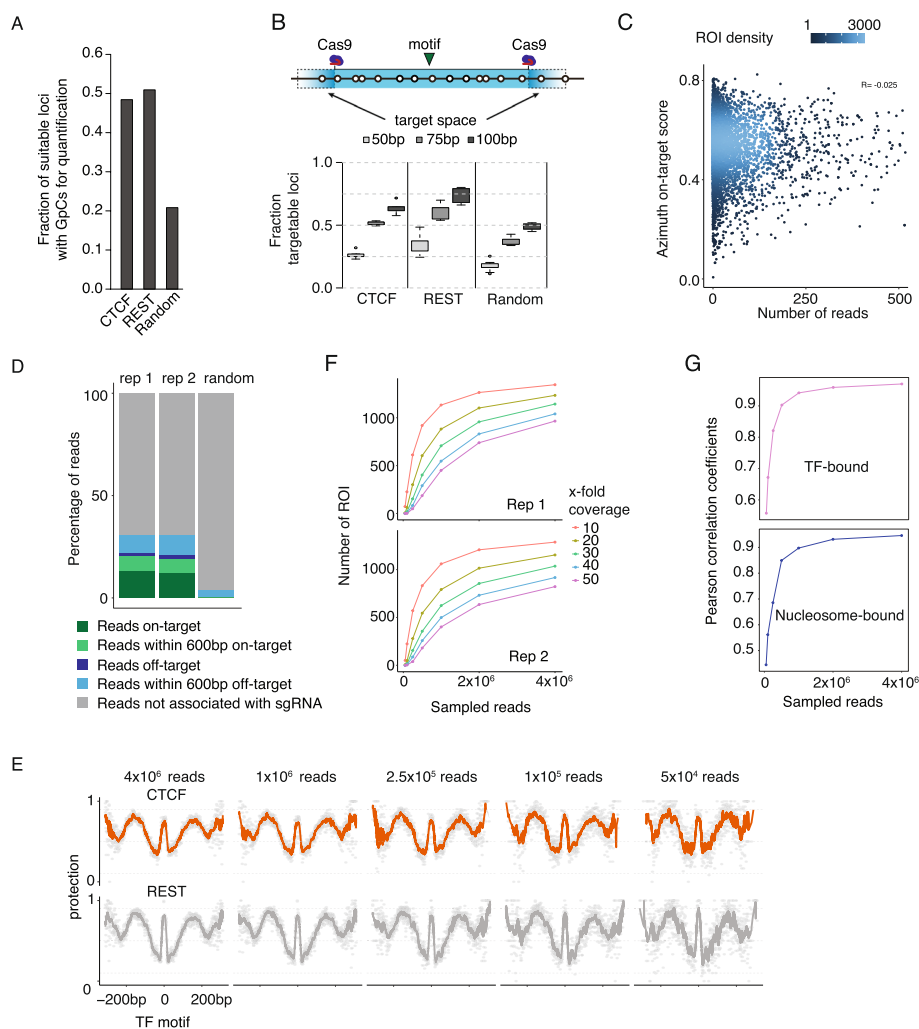 A
Fraction of suitable loci
with GpCs for quantification
0.6
0.5
0.4
0.3
0.2
0.1
0.0
CTCF
REST
Random
B
Cas9
motif
Cas9
target space
50bp
75bp
100bp
Fraction
targetable loci
1.0
0.5
0.0
CTCF
REST
Random
C
ROI density
1
3000
R= -0.025
Azimuth on-target score
0.8
0.4
0.0
0
250
500
Number of reads
D
rep 1
rep 2
random
Percentage of reads
100
50
0
Reads on-target
Reads within 600bp on-target
Reads off-target
Reads within 600bp off-target
Reads not associated with sgRNA
F
Number of ROI
1000
500
0
Rep 1
x-fold
coverage
10
20
30
40
50
1000
500
0
Rep 2
0
2x10⁶
4x10⁶
Sampled reads
G
Pearson correlation coefficients
0.9
0.8
0.7
0.6
TF-bound
0.9
0.8
0.7
0.6
0.5
Nucleosome-bound
0
2x10⁶
4x10⁶
Sampled reads
E
4x10⁶ reads
1x10⁶ reads
2.5x10⁵ reads
1x10⁵ reads
5x10⁴ reads
CTCF
1
0
protection
REST
1
0
−200bp
0
200bp
TF motif